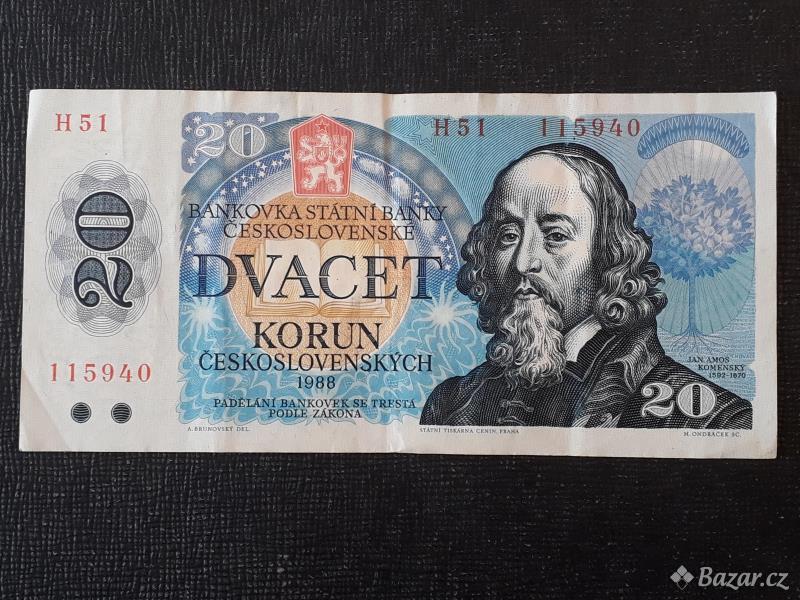 H51
H51 115940
20
BANKOVKA STÁTNÍ BANKY
ČESKOSLOVENSKÉ
DVACET
KORUN
ČESKOSLOVENSKÝCH
1988
PADĚLÁNÍ BANKOVEK SE TRESTÁ
PODLE ZÁKONA
20
115940
JAN AMOS
KOMENSKÝ
1592-1670
20
A. BRUNOVSKÝ DEL.
STÁTNÍ TISKÁRNA CENIN, PRAHA
M. ONDRÁČEK SC.
Bazar.cz